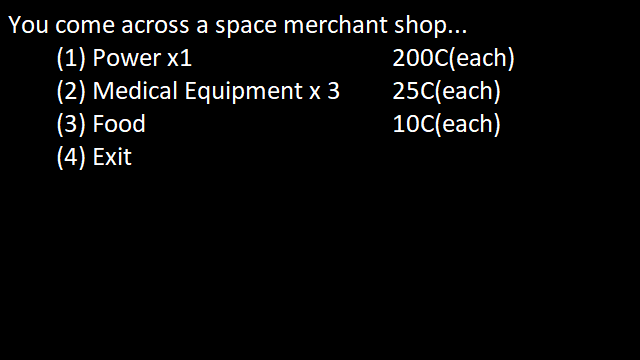 You come across a space merchant shop...
(1) Power x1 200C(each)
(2) Medical Equipment x 3 25C(each)
(3) Food 10C(each)
(4) Exit